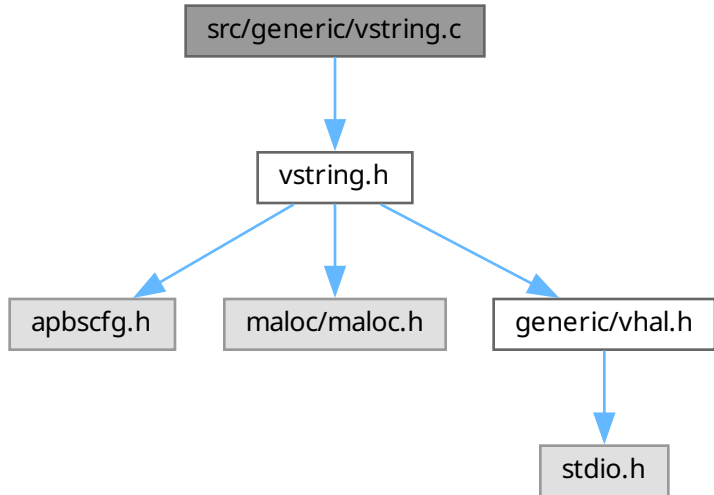 src/generic/vstring.c
vstring.h
apbscfg.h
maloc/maloc.h
generic/vhal.h
stdio.h